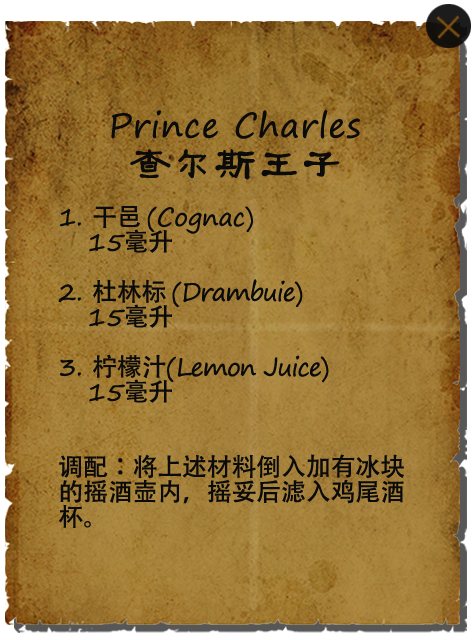 Prince Charles
查尔斯王子
1. 干邑 (Cognac)
15毫升
2. 杜林标 (Drambuie)
15毫升
3. 柠檬汁(Lemon Juice)
15毫升
调配：将上述材料倒入加有冰块
的摇酒壶内，摇妥后滤入鸡尾酒
杯。